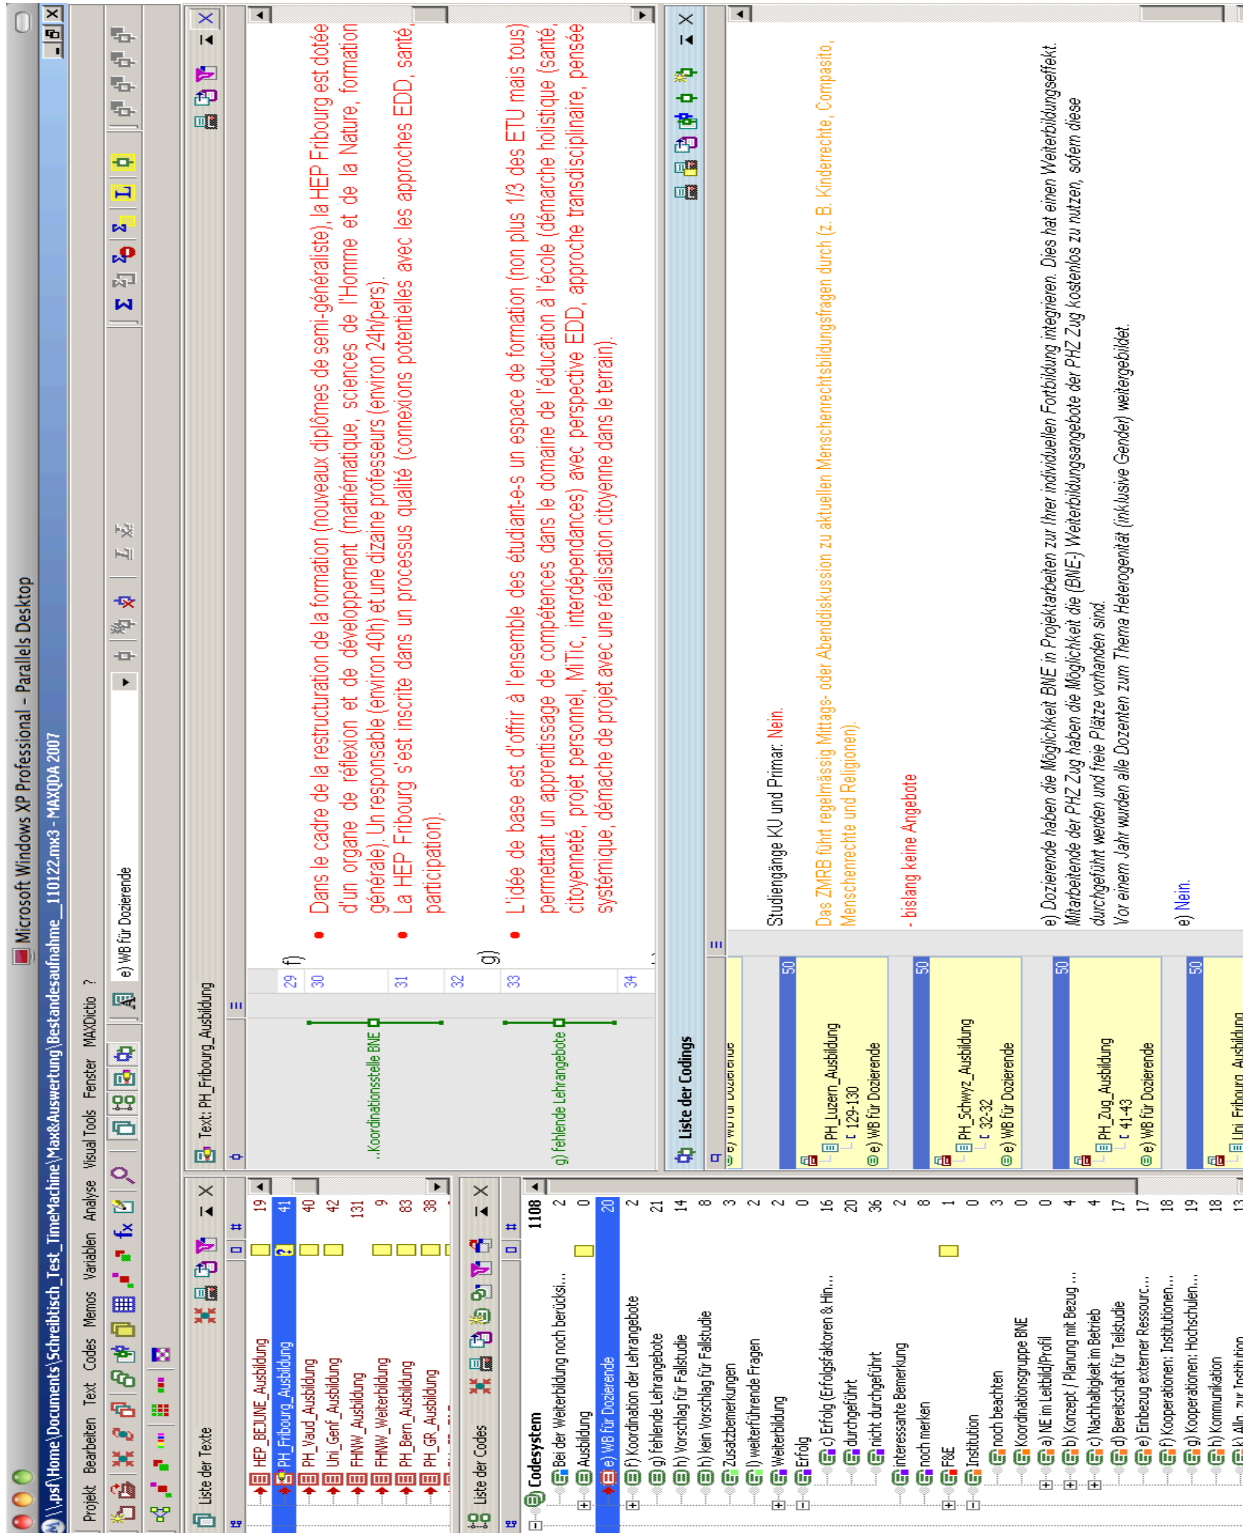 Microsoft Windows XP Professional - Parallels Desktop
\\.psf\Home\Documents\Schreibtisch_Test_TimeMachine\Max&Auswertung\Bestandesaufnahme__110122.mx3 - MAXQDA 2007
Projekt Bearbeiten Text Codes Memos Variablen Analyse Visual Tools Fenster MAXDictio ?
e) WB für Dozierende
Liste der Texte
HEP_BEJUNE_Ausbildung 19
PH_Fribourg_Ausbildung 41
PH_Vaud_Ausbildung 40
Uni_Genf_Ausbildung 42
FHNW_Ausbildung 131
FHNW_Weiterbildung 9
PH_Bern_Ausbildung 83
PH_GR_Ausbildung 38
Liste der Codes
Codesystem 1108
Bei der Weiterbildung noch berücksi... 2
Ausbildung 0
e) WB für Dozierende 20
f) Koordination der Lehrangebote 2
g) fehlende Lehrangebote 21
h) Vorschlag für Fallstudie 14
h) kein Vorschlag für Fallstudie 8
Zusatzbemerkungen 3
i) weiterführende Fragen 2
Weiterbildung 2
Erfolg 0
c) Erfolg (Erfolgsfaktoren & Hin... 16
durchgeführt 20
nicht durchgeführt 36
interessante Bemerkung 2
noch merken 8
F&E 1
Institution 0
noch beachten 3
Koordinationsgruppe BNE 0
a) NE im Leitbild/Profil 0
b) Konzept / Planung mit Bezug ... 4
c) Nachhaltigkeit im Betrieb 4
d) Bereitschaft für Teilstudie 17
e) Einbezug externer Ressourc... 17
f) Kooperationen: Institutionen... 18
g) Kooperationen: Hochschulen... 19
h) Kommunikation 18
k) Allg. zur Institution 13
Text: PH_Fribourg_Ausbildung
29 f)
30
• Dans le cadre de la restructuration de la formation (nouveaux diplômes de semi-généraliste), la HEP Fribourg est dotée
d'un organe de réflexion et de développement (mathématique, sciences de l'Homme et de la Nature, formation
générale). Un responsable (environ 40h) et une dizaine professeurs (environ 24h/pers).
..Koordinationsstelle BNE
31
• La HEP Fribourg s'est inscrite dans un processus qualité (connexions potentielles avec les approches EDD, santé,
participation).
32
g)
33
• L'idée de base est d'offrir à l'ensemble des étudiant-e-s un espace de formation (non plus 1/3 des ETU mais tous)
permettant un apprentissage de compétences dans le domaine de l'éducation à l'école (démarche holistique (santé,
citoyenneté, projet personnel, MiTic, interdépendances) avec perspective EDD, approche transdisciplinaire, pensée
systémique, démache de projet avec une réalisation citoyenne dans le terrain).
g) fehlende Lehrangebote
34
Liste der Codings
e) WB für Dozierende
Studiengänge KU und Primar: Nein.
50
PH_Luzern_Ausbildung
129-130
e) WB für Dozierende
Das ZMRB führt regelmässig Mittags- oder Abenddiskussion zu aktuellen Menschenrechtsbildungsfragen durch (z. B. Kinderrechte, Compasito,
Menschenrechte und Religionen).
50
PH_Schwyz_Ausbildung
32-32
e) WB für Dozierende
- bislang keine Angebote
50
PH_Zug_Ausbildung
41-43
e) WB für Dozierende
e) Dozierende haben die Möglichkeit BNE in Projektarbeiten zur Ihrer individuellen Fortbildung integrieren. Dies hat einen Weiterbildungseffekt.
Mitarbeitende der PHZ Zug haben die Möglichkeit die (BNE-) Weiterbildungsangebote der PHZ Zug kostenlos zu nutzen, sofern diese
durchgeführt werden und freie Plätze vorhanden sind.
Vor einem Jahr wurden alle Dozenten zum Thema Heterogenität (inklusive Gender) weitergebildet.
50
Uni_Fribourg_Ausbildung
e) Nein.